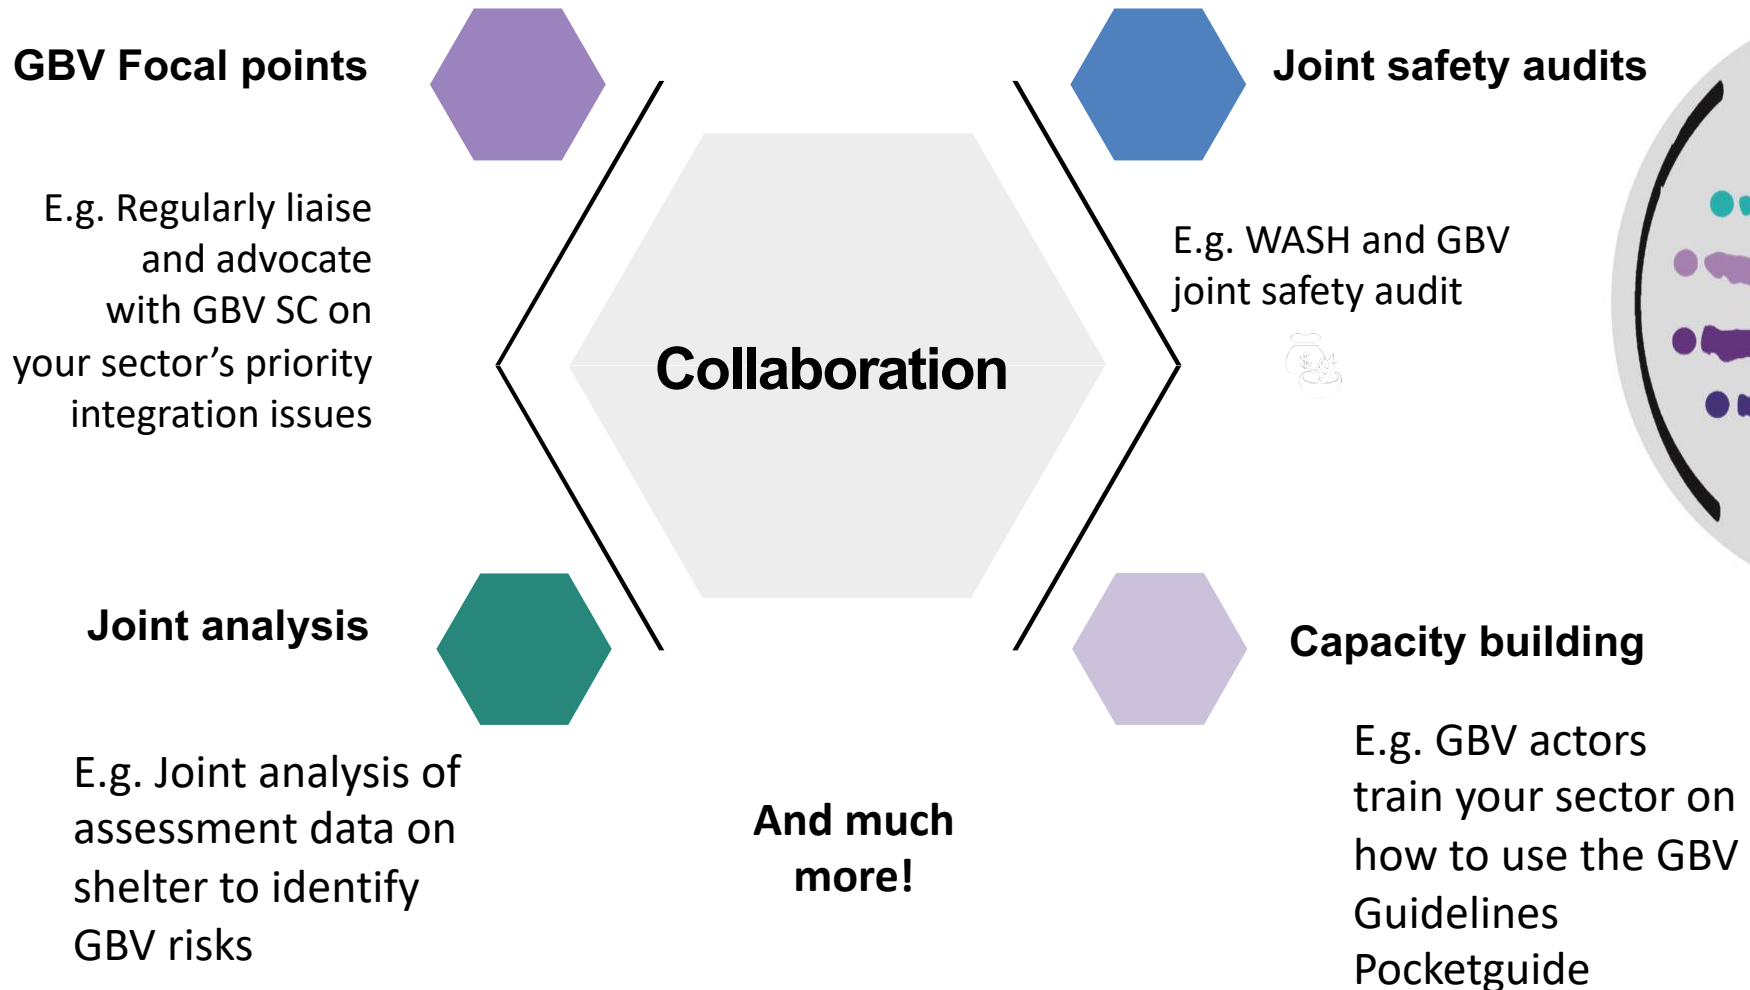 GBV Focal points
E.g. Regularly liaise
and advocate
with GBV SC on
your sector’s priority
integration issues
Joint safety audits
E.g. WASH and GBV
joint safety audit
Collaboration
Joint analysis
E.g. Joint analysis of
assessment data on
shelter to identify
GBV risks
And much
more!
Capacity building
E.g. GBV actors
train your sector on
how to use the GBV
Guidelines
Pocketguide